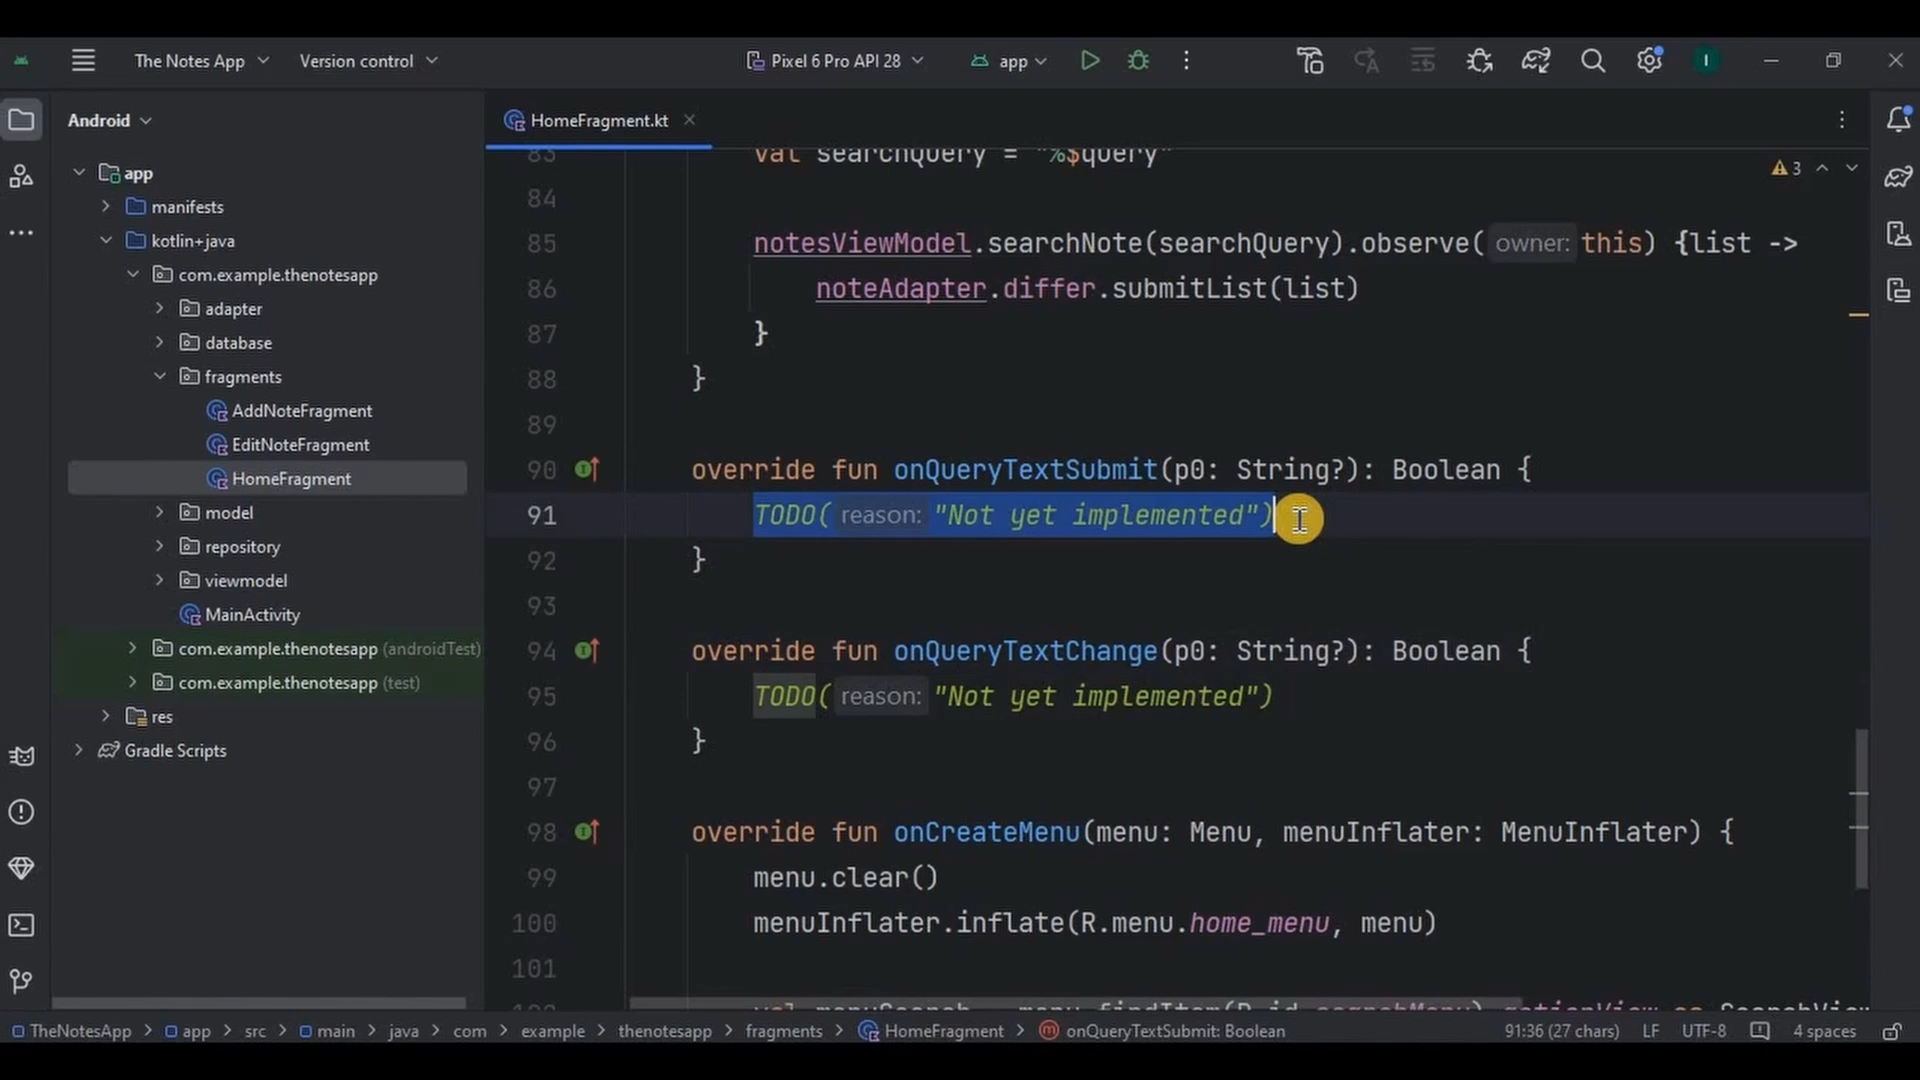 The Notes App
Version control
Pixel 6 Pro API 28
app
I
Android
HomeFragment.kt
app
manifests
kotlin+java
com.example.thenotesapp
adapter
database
fragments
AddNoteFragment
EditNoteFragment
HomeFragment
model
repository
viewmodel
MainActivity
com.example.thenotesapp (androidTest)
com.example.thenotesapp (test)
res
Gradle Scripts
3
83 val searchQuery = "%$query"
84
85 notesViewModel.searchNote(searchQuery).observe( owner: this) {list ->
86 noteAdapter.differ.submitList(list)
87 }
88 }
89
90 override fun onQueryTextSubmit(p0: String?): Boolean {
91 TODO( reason: "Not yet implemented")
92 }
93
94 override fun onQueryTextChange(p0: String?): Boolean {
95 TODO( reason: "Not yet implemented")
96 }
97
98 override fun onCreateMenu(menu: Menu, menuInflater: MenuInflater) {
99 menu.clear()
100 menuInflater.inflate(R.menu.home_menu, menu)
101
TheNotesApp > app > src > main > java > com > example > thenotesapp > fragments > HomeFragment > onQueryTextSubmit: Boolean
91:36 (27 chars) LF UTF-8 4 spaces